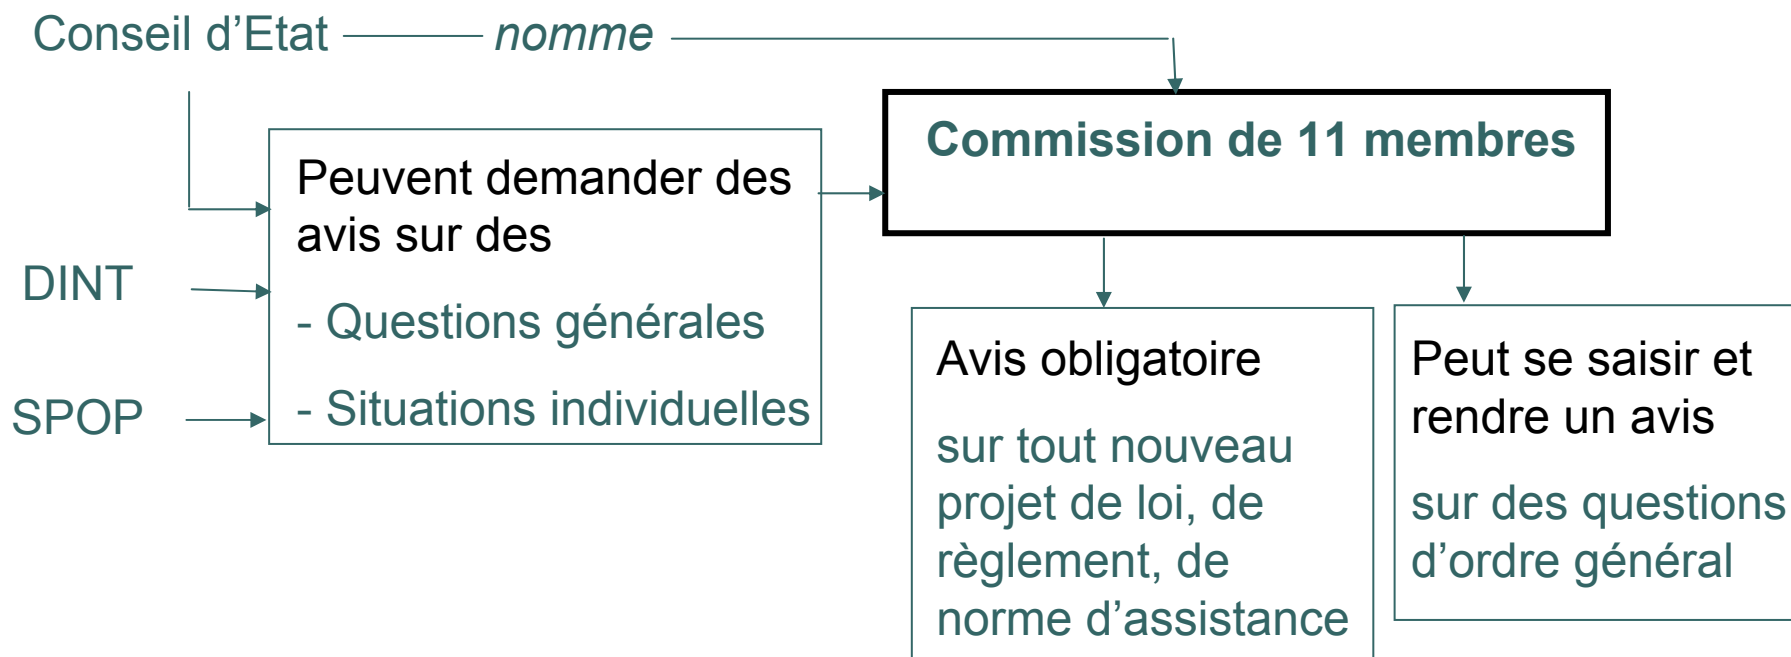 Conseil d’Etat nomme
Commission de 11 membres
Peuvent demander des
avis sur des
- Questions générales
- Situations individuelles
DINT
SPOP
Avis obligatoire
sur tout nouveau
projet de loi, de
règlement, de
norme d’assistance
Peut se saisir et
rendre un avis
sur des questions
d’ordre général